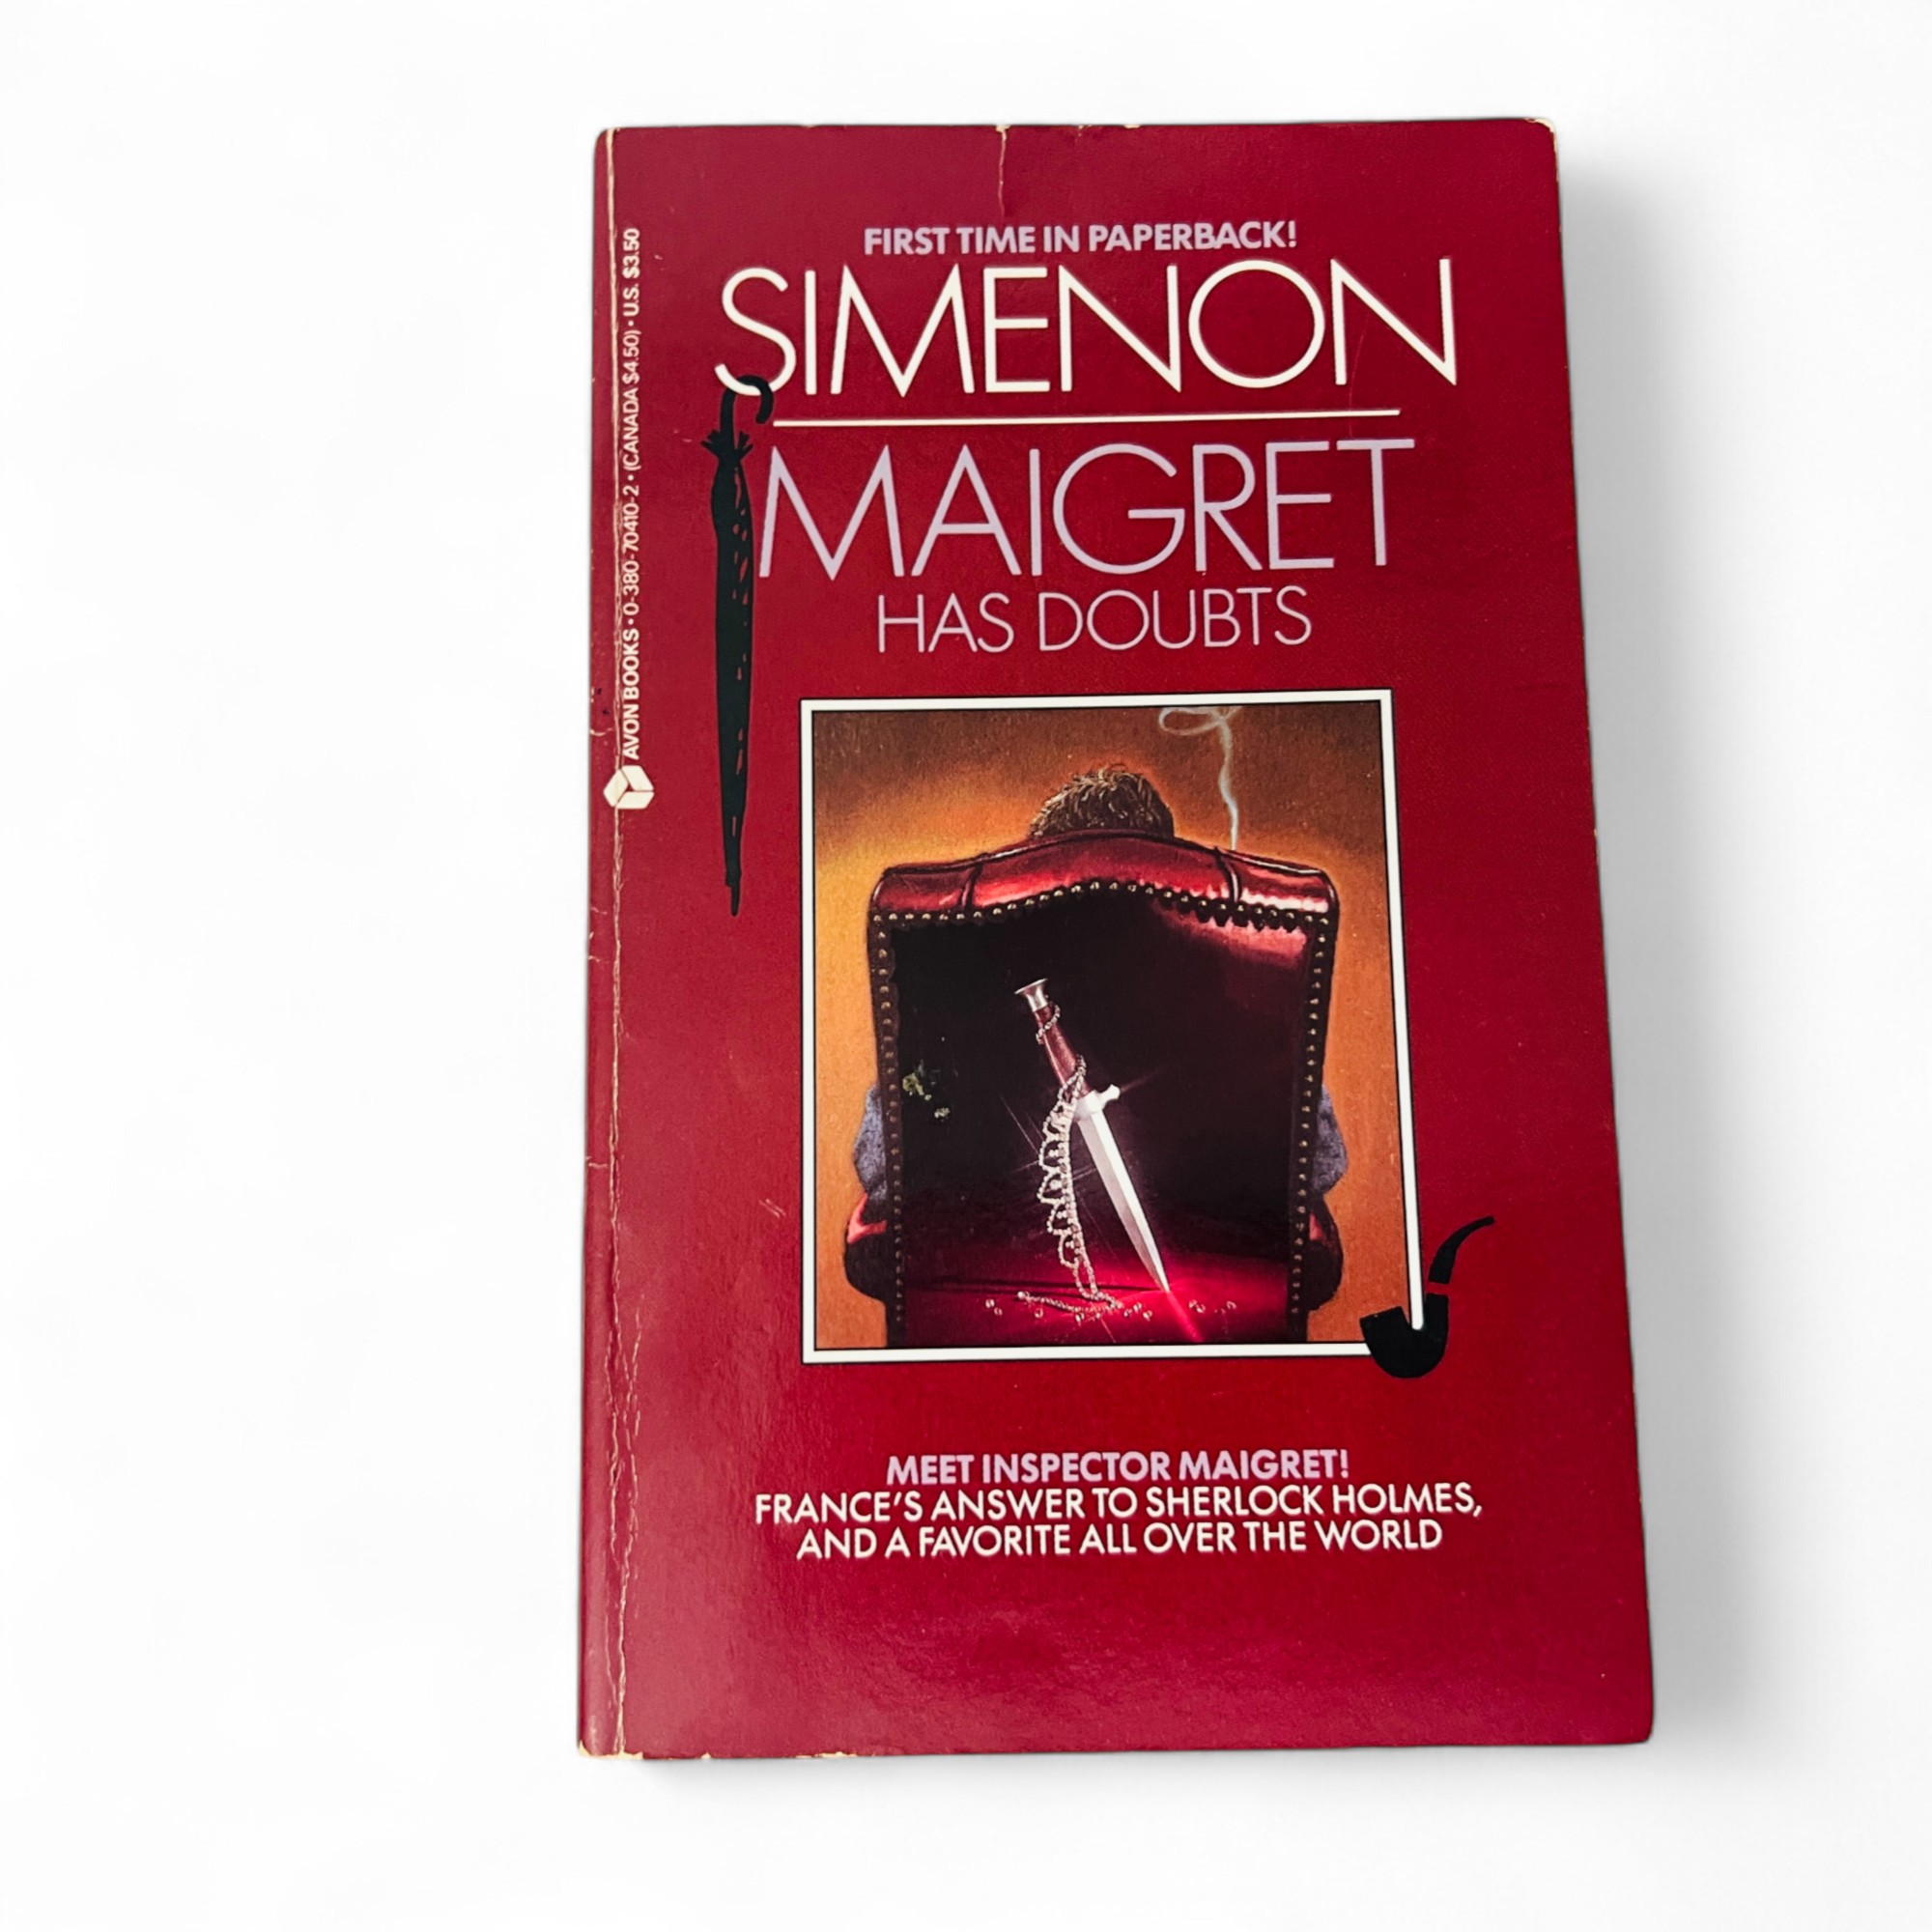 FIRST TIME IN PAPERBACK!
SIMENON
MAIGRET
HAS DOUBTS
AVON BOOKS • 0-380-70410-2 • (CANADA $4.50) • U.S. $3.50
MEET INSPECTOR MAIGRET!
FRANCE'S ANSWER TO SHERLOCK HOLMES,
AND A FAVORITE ALL OVER THE WORLD